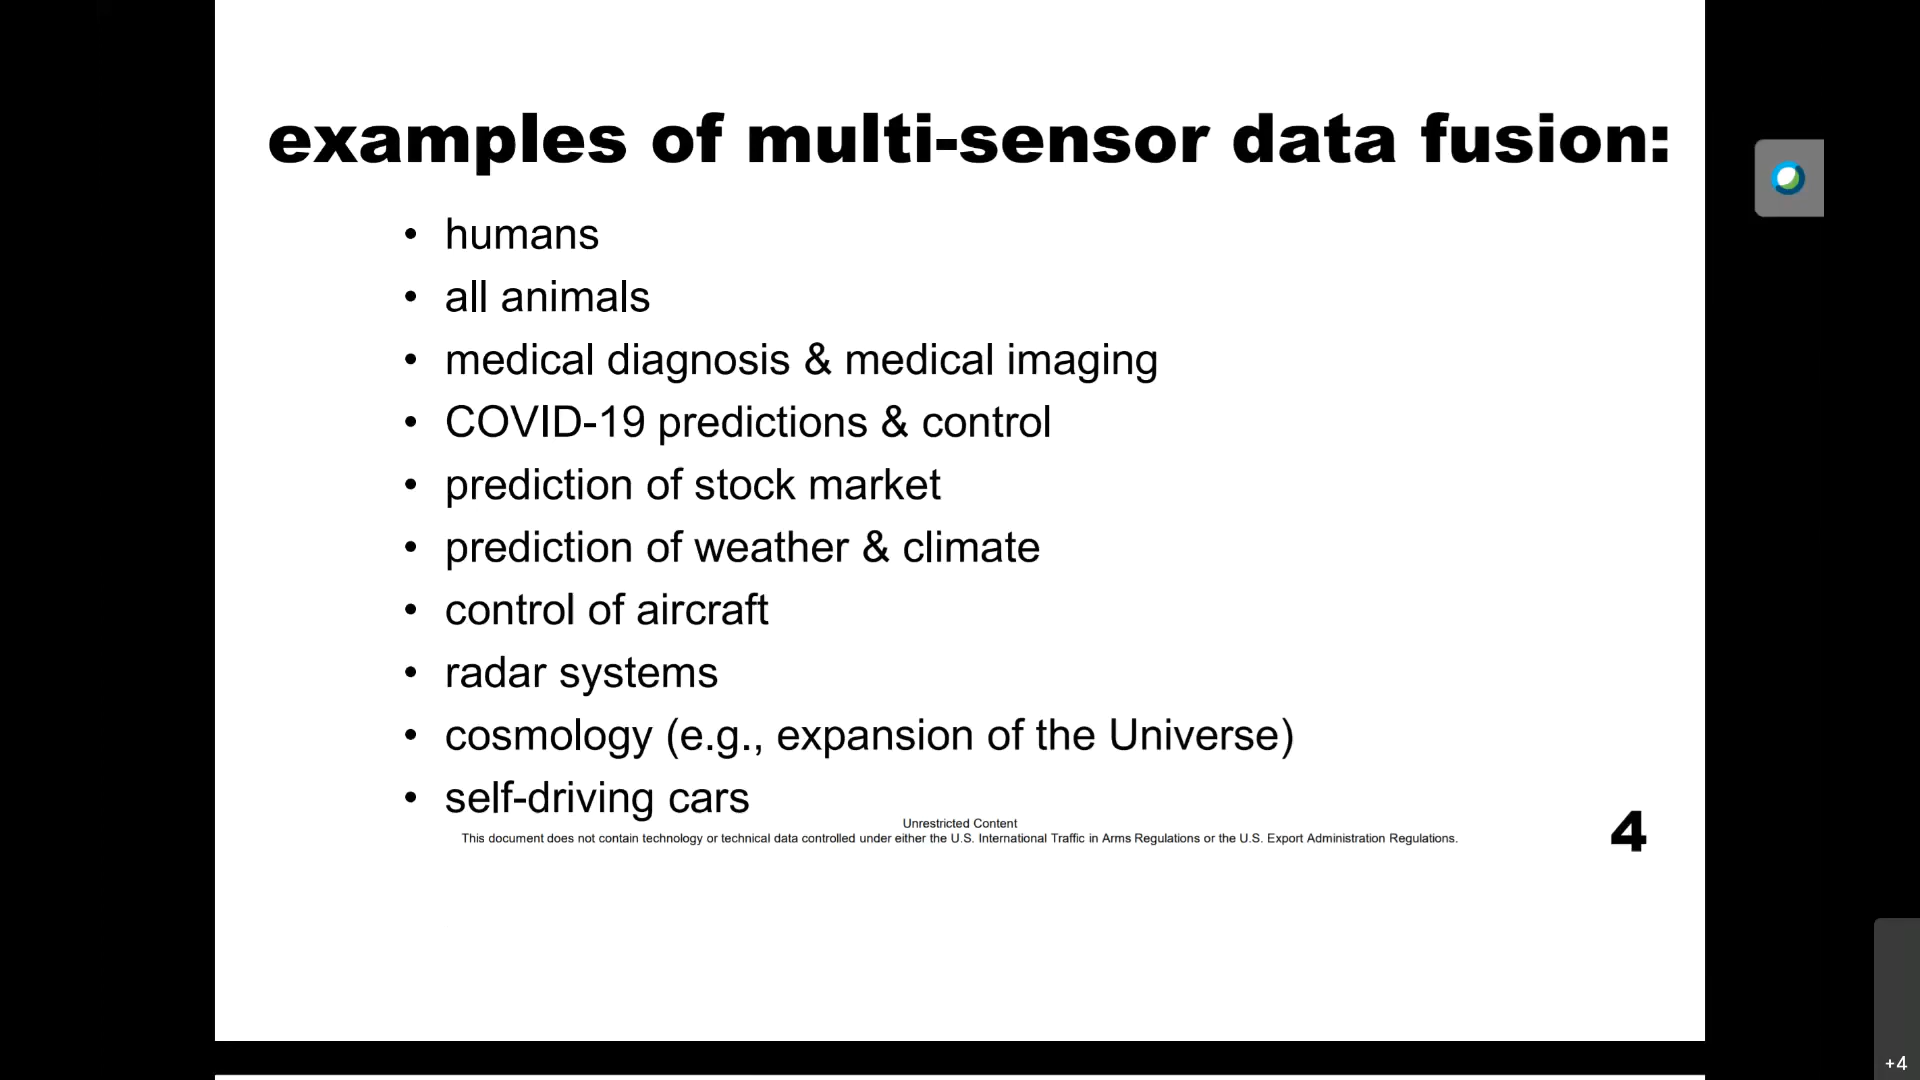 examples of multi-sensor data fusion:
• humans
• all animals
• medical diagnosis & medical imaging
• COVID-19 predictions & control
• prediction of stock market
• prediction of weather & climate
• control of aircraft
• radar systems
• cosmology (e.g., expansion of the Universe)
• self-driving cars
Unrestricted Content
This document does not contain technology or technical data controlled under either the U.S. International Traffic in Arms Regulations or the U.S. Export Administration Regulations.
4
+4